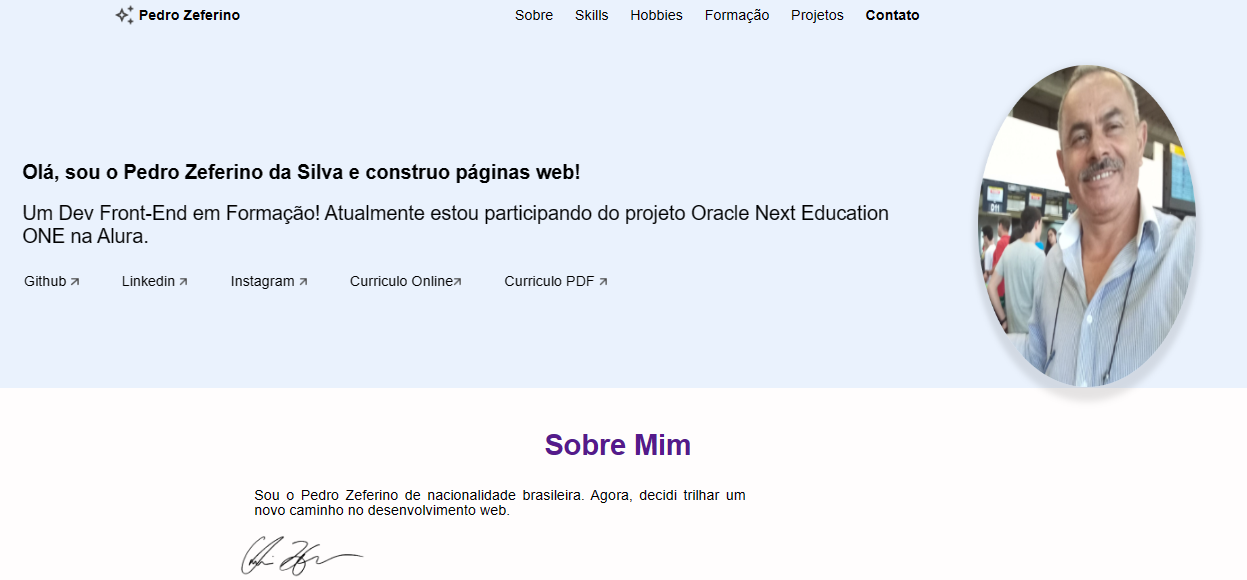 Pedro Zeferino
Sobre Skills Hobbies Formação Projetos Contato
Olá, sou o Pedro Zeferino da Silva e construo páginas web!
Um Dev Front-End em Formação! Atualmente estou participando do projeto Oracle Next Education
ONE na Alura.
Github Linkedin Instagram Curriculo Online Curriculo PDF
Sobre Mim
Sou o Pedro Zeferino de nacionalidade brasileira. Agora, decidi trilhar um
novo caminho no desenvolvimento web.